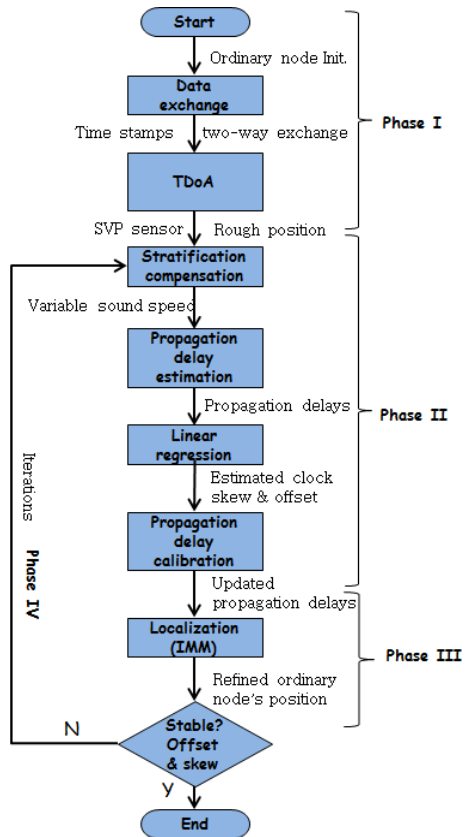 Start
Ordinary node Init.
Data
exchange
Phase I
Time stamps two-way exchange
TDoA
SVP sensor Rough position
Stratification
compensation
Variable sound speed
Propagation
delay
estimation
Propagation delays
Phase II
Linear
regression
Estimated clock
skew & offset
Iterations
Phase IV
Propagation
delay
calibration
Updated
propagation delays
Localization
(IMM)
Phase III
Refined ordinary
node's position
N
Stable?
Offset
& skew
Y
End